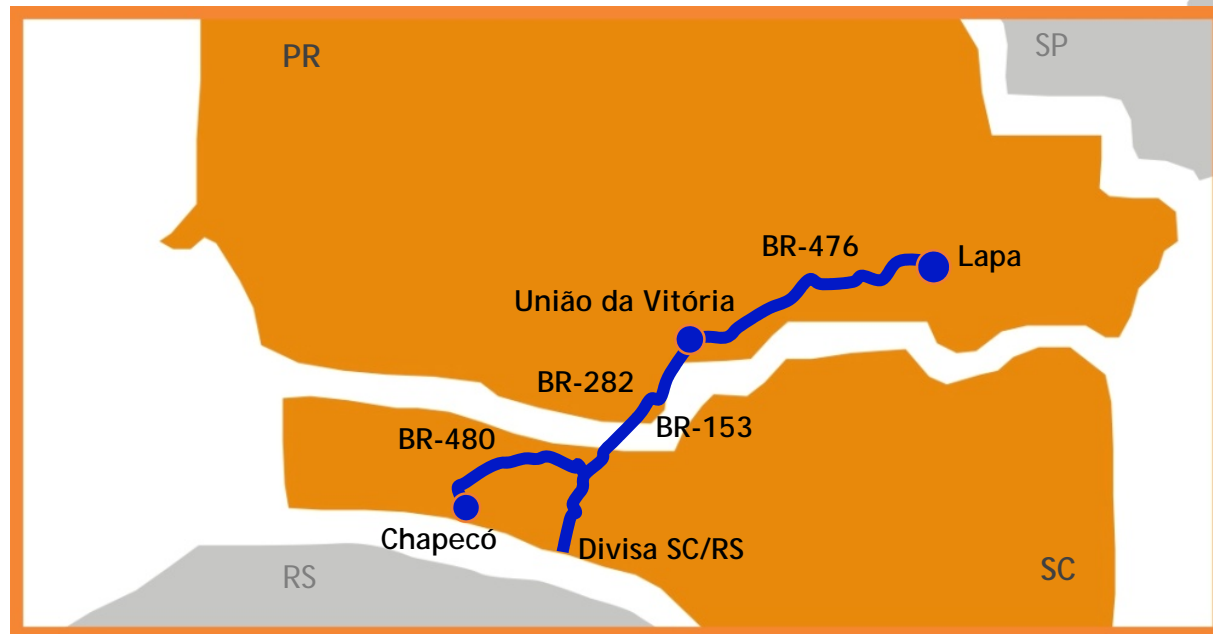 PR
SP
BR-476
Lapa
União da Vitória
BR-282
BR-153
BR-480
Chapecó
Divisa SC/RS
RS
SC